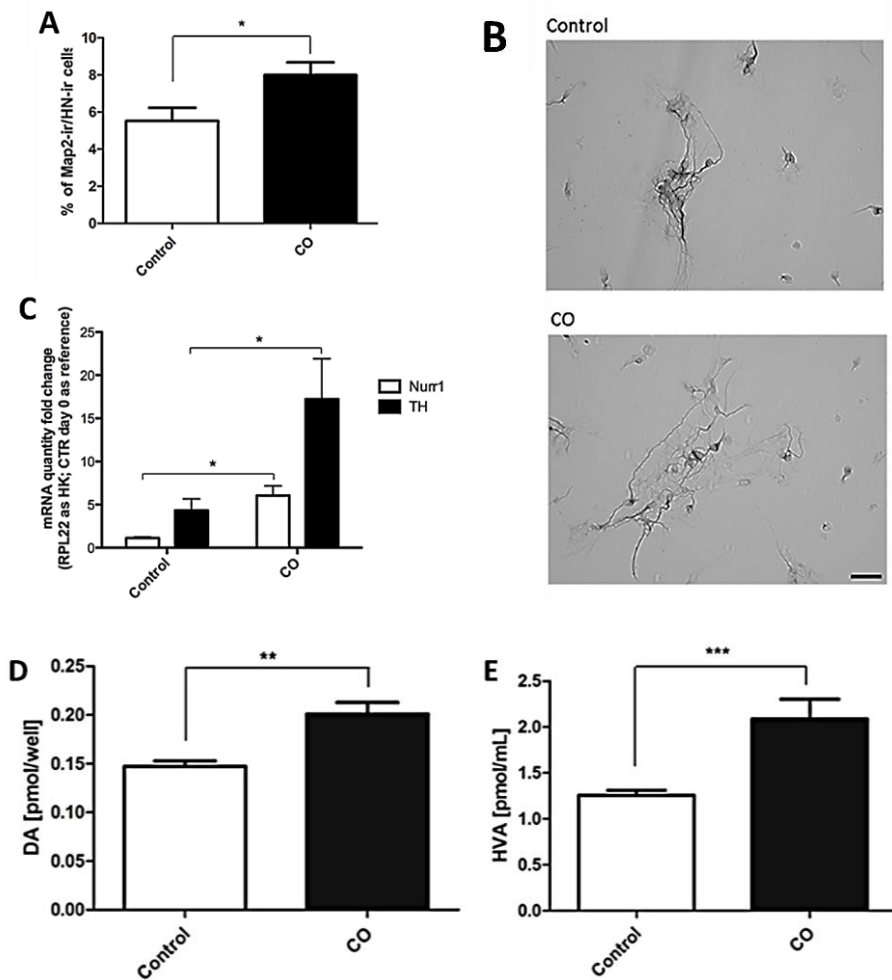 A
% of Map2-ir/HN-ir cells
10
8
6
4
2
0
*
Control
CO
B
Control
CO
C
mRNA quantity fold change
(RPL22 as HK; CTR day 0 as reference)
25
20
15
10
5
0
*
*
Control
CO
Nurr1
TH
D
DA [pmol/well]
0.25
0.20
0.15
0.10
0.05
0.00
**
Control
CO
E
HVA [pmol/mL]
2.5
2.0
1.5
1.0
0.5
0.0
***
Control
CO